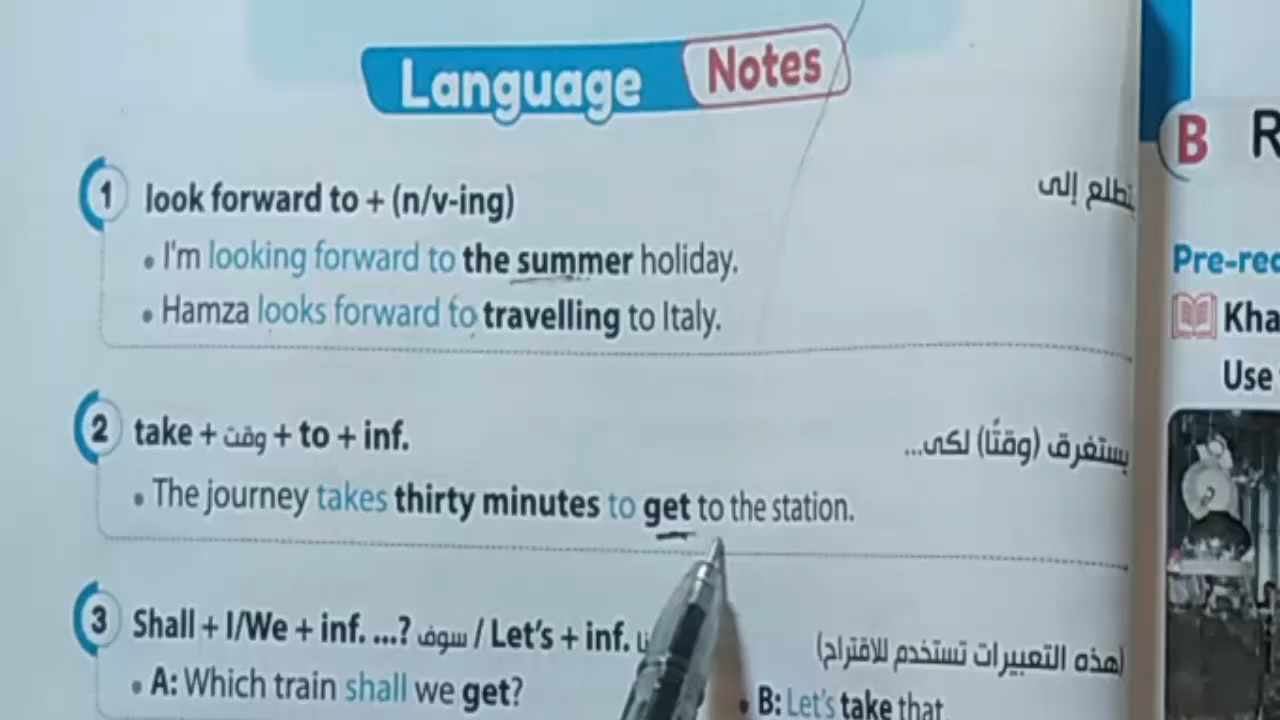 Language Notes
1 look forward to + (n/v-ing) يتطلع إلى
• I'm looking forward to the summer holiday.
• Hamza looks forward to travelling to Italy.
2 take + وقت + to + inf. يستغرق (وقتًا) لكى...
• The journey takes thirty minutes to get to the station.
3 Shall + I/We + inf. ...? سوف / Let's + inf. (هذه التعبيرات تستخدم للاقتراح)
• A: Which train shall we get?
• B: Let's take that
B
Pre-rec
Kha
Use